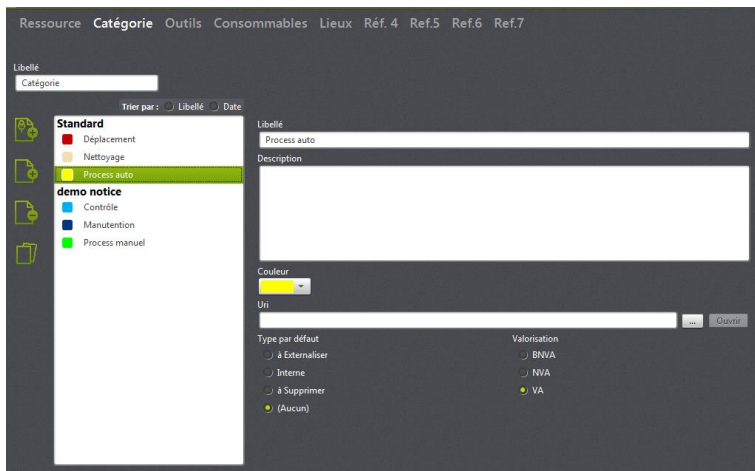 Ressource Catégorie Outils Consommables Lieux Réf. 4 Ref.5 Ref.6 Ref.7
Libellé
Catégorie
Trier par : Libellé Date
Standard
Déplacement
Nettoyage
Process auto
demo notice
Contrôle
Manutention
Process manuel
Libellé
Process auto
Description
Couleur
Uri
... Ouvrir
Type par défaut
à Externaliser
Interne
à Supprimer
(Aucun)
Valorisation
BNVA
NVA
VA